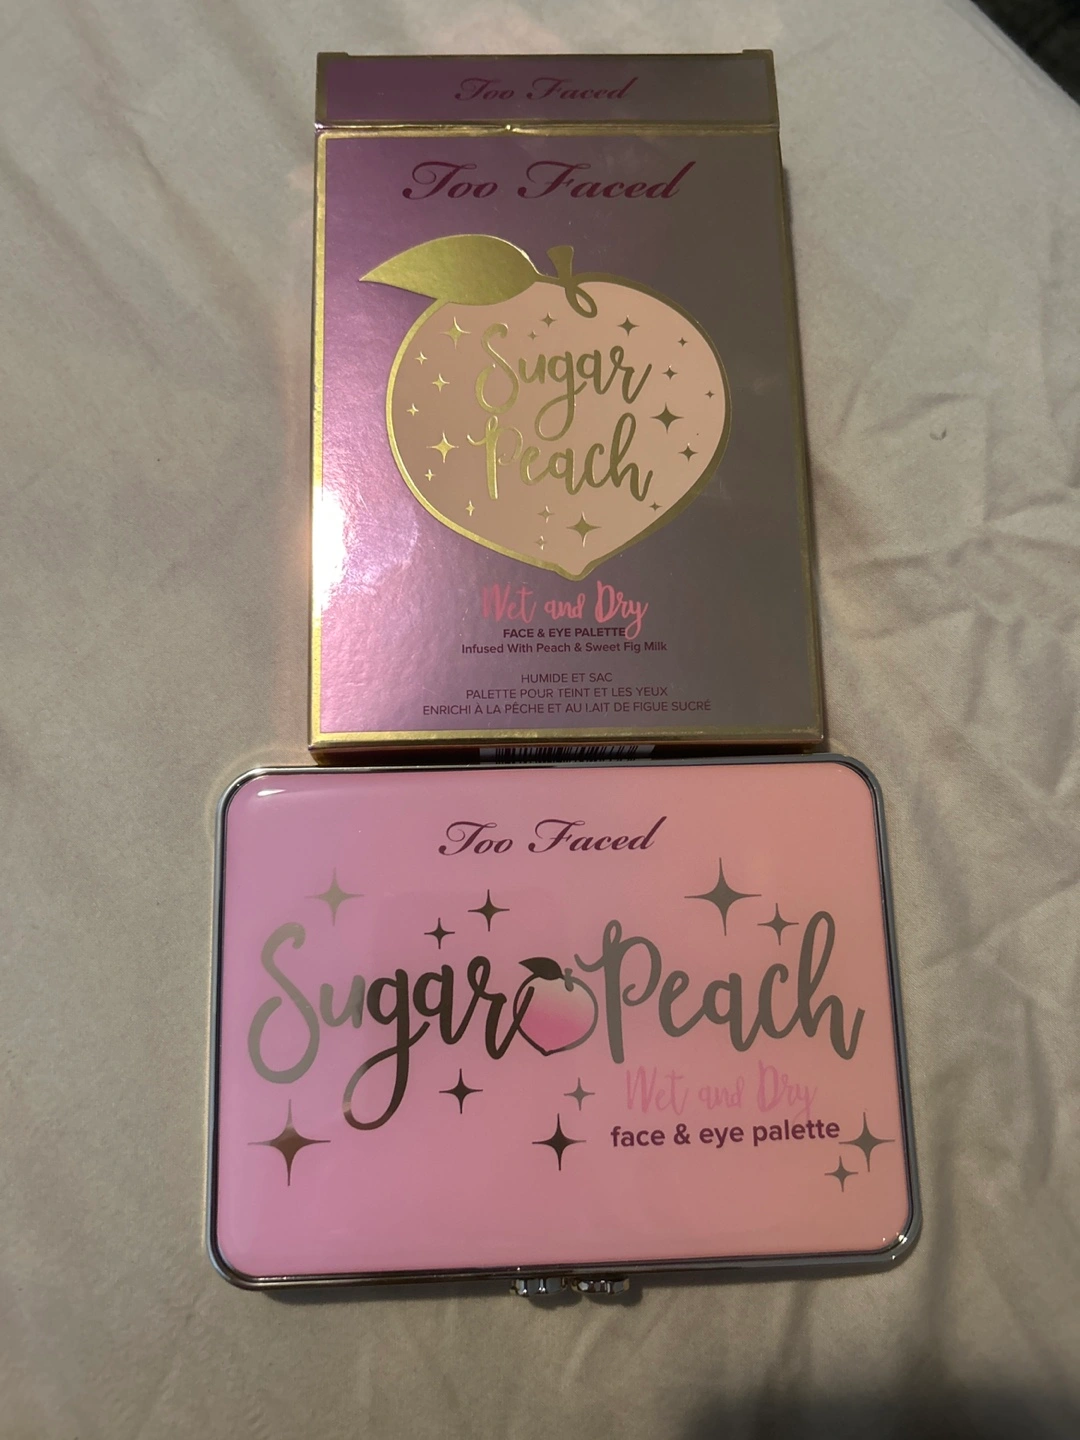 Too Faced
Too Faced
Sugar
Peach
Wet and Dry
FACE & EYE PALETTE
Infused With Peach & Sweet Fig Milk
HUMIDE ET SAC
PALETTE POUR TEINT ET LES YEUX
ENRICHI À LA PÊCHE ET AU LAIT DE FIGUE SUCRÉ
Too Faced
Sugar Peach
Wet and Dry
face & eye palette